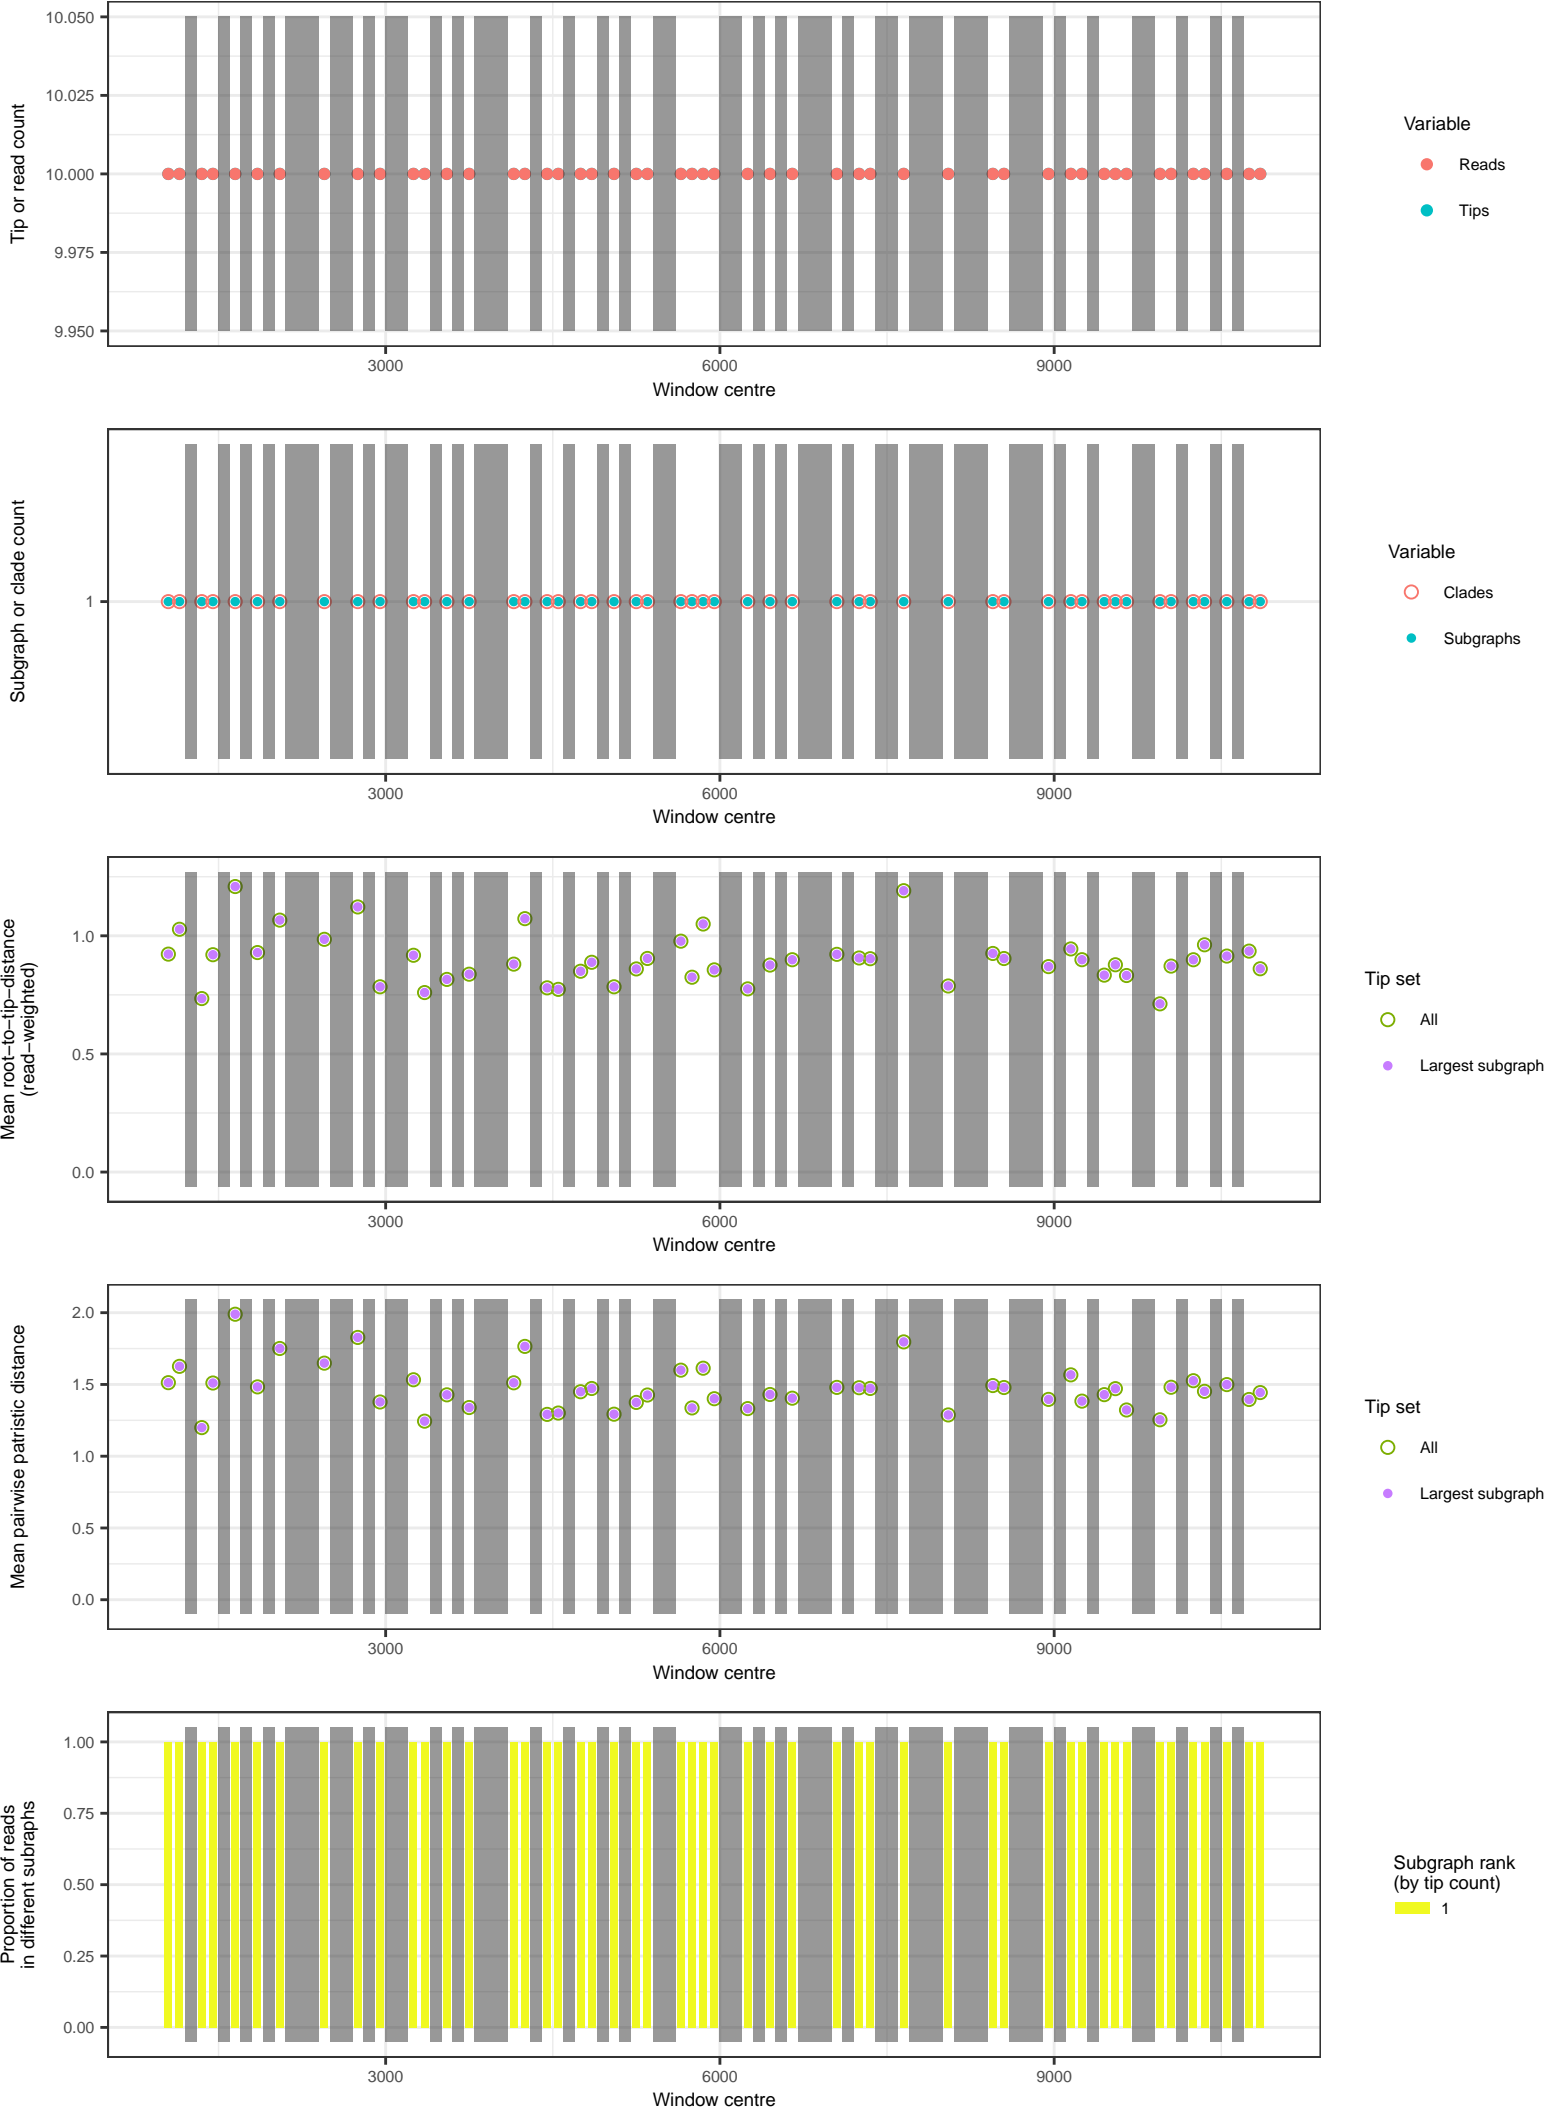 10.050
10.025
10.000
9.975
9.950
Tip or read count
3000
6000
9000
Window centre
Variable
Reads
Tips
1
Subgraph or clade count
3000
6000
9000
Window centre
Variable
Clades
Subgraphs
1.0
0.5
0.0
Mean root−to−tip−distance
(read−weighted)
3000
6000
9000
Window centre
Tip set
All
Largest subgraph
2.0
1.5
1.0
0.5
0.0
Mean pairwise patristic distance
3000
6000
9000
Window centre
Tip set
All
Largest subgraph
1.00
0.75
0.50
0.25
0.00
Proportion of reads
in different subraphs
3000
6000
9000
Window centre
Subgraph rank
(by tip count)
1